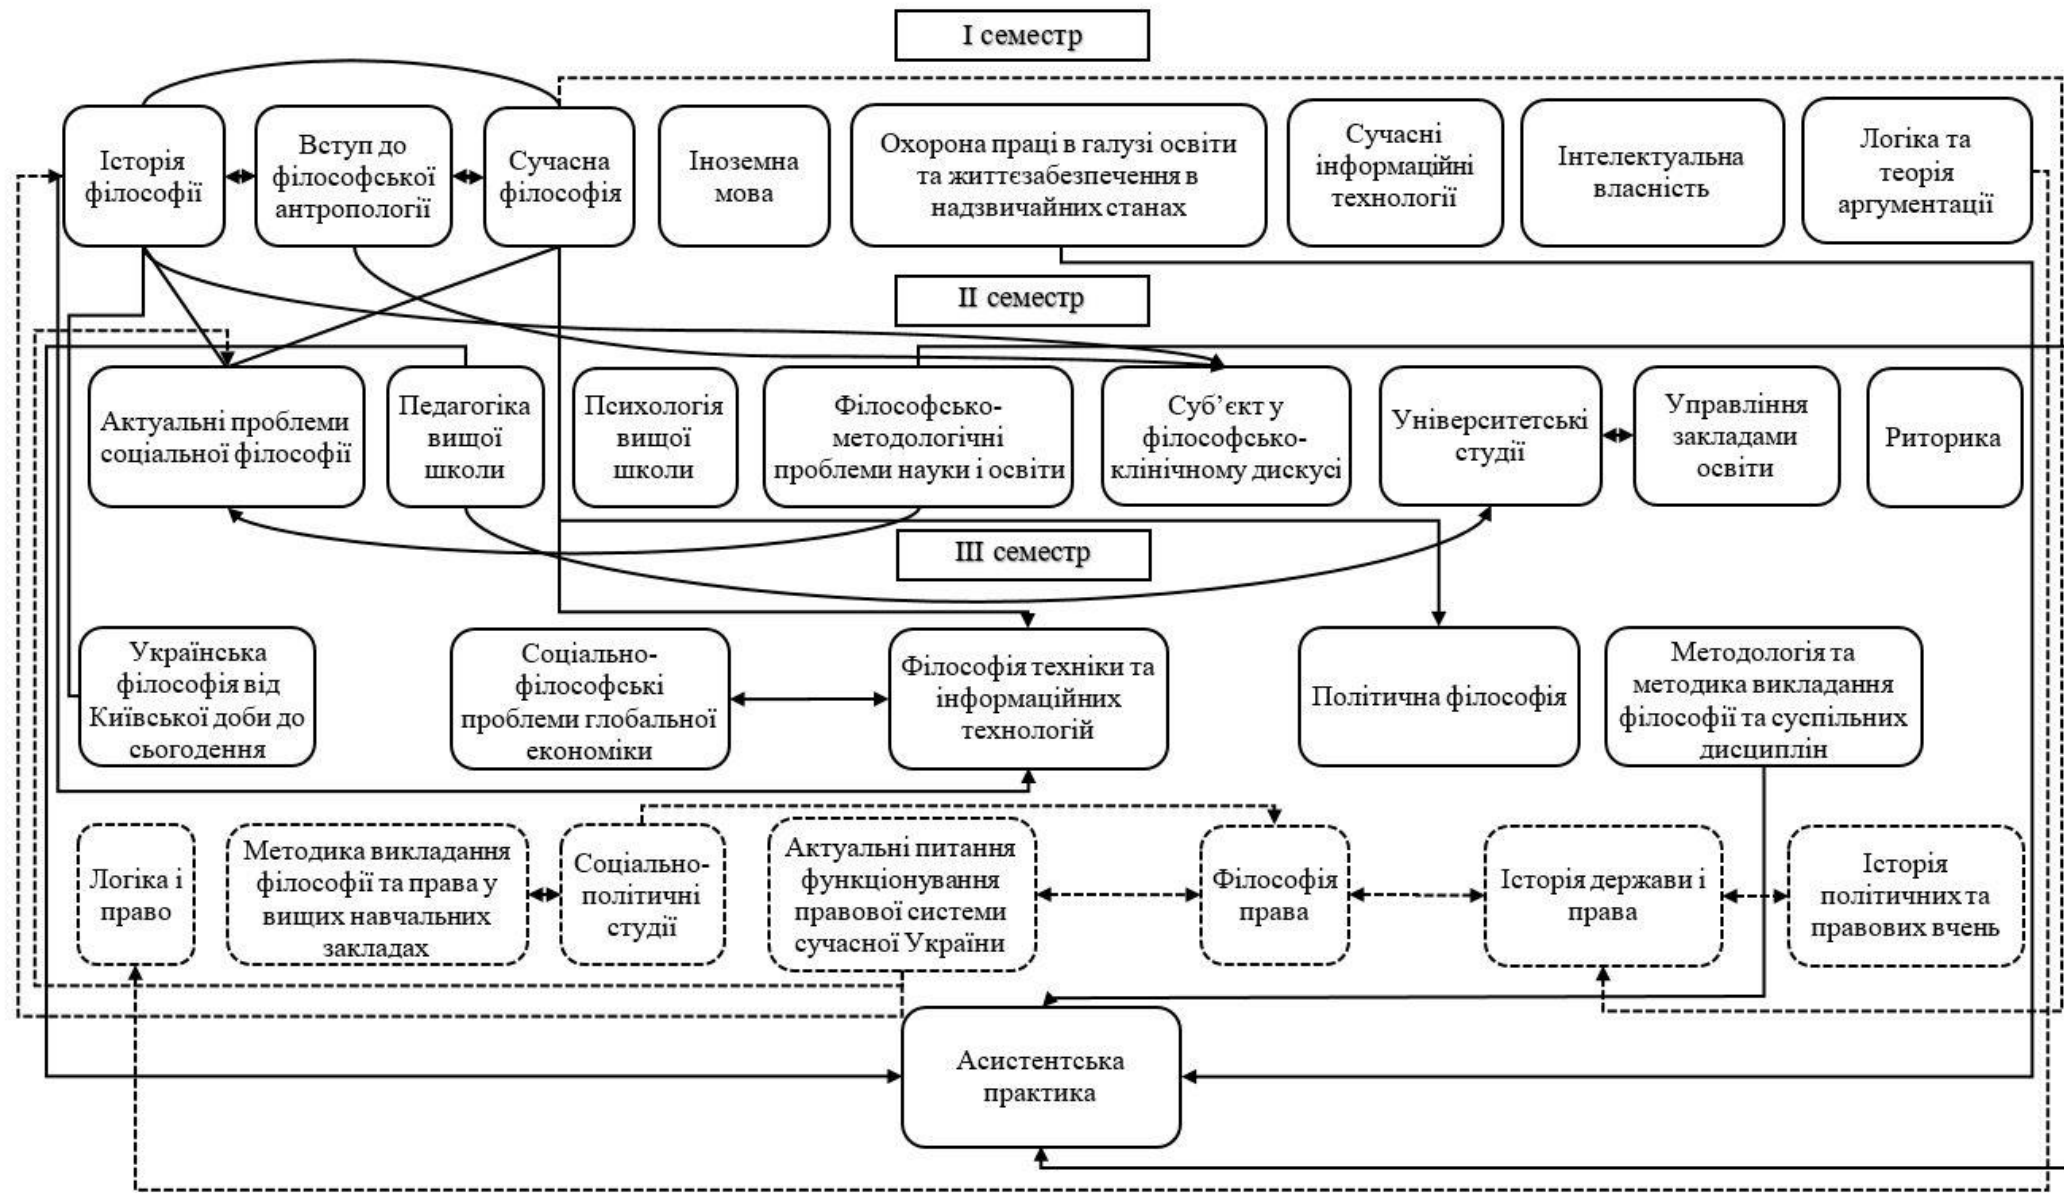 І семестр
Історія
філософії
Вступ до
філософської
антропології
Сучасна
філософія
Іноземна
мова
Охорона праці в галузі освіти
та життєзабезпечення в
надзвичайних станах
Сучасні
інформаційні
технології
Інтелектуальна
власність
Логіка та
теорія
аргументації
ІІ семестр
Актуальні проблеми
соціальної філософії
Педагогіка
вищої
школи
Психологія
вищої
школи
Філософсько-
методологічні
проблеми науки і освіти
Суб’єкт у
філософсько-
клінічному дискусі
Університетські
студії
Управління
закладами
освіти
Риторика
ІІІ семестр
Українська
філософія від
Київської доби до
сьогодення
Соціально-
філософські
проблеми глобальної
економіки
Філософія техніки та
інформаційних
технологій
Політична філософія
Методологія та
методика викладання
філософії та суспільних
дисциплін
Логіка і
право
Методика викладання
філософії та права у
вищих навчальних
закладах
Соціально-
політичні
студії
Актуальні питання
функціонування
правової системи
сучасної України
Філософія
права
Історія держави і
права
Історія
політичних та
правових вчень
Асистентська
практика